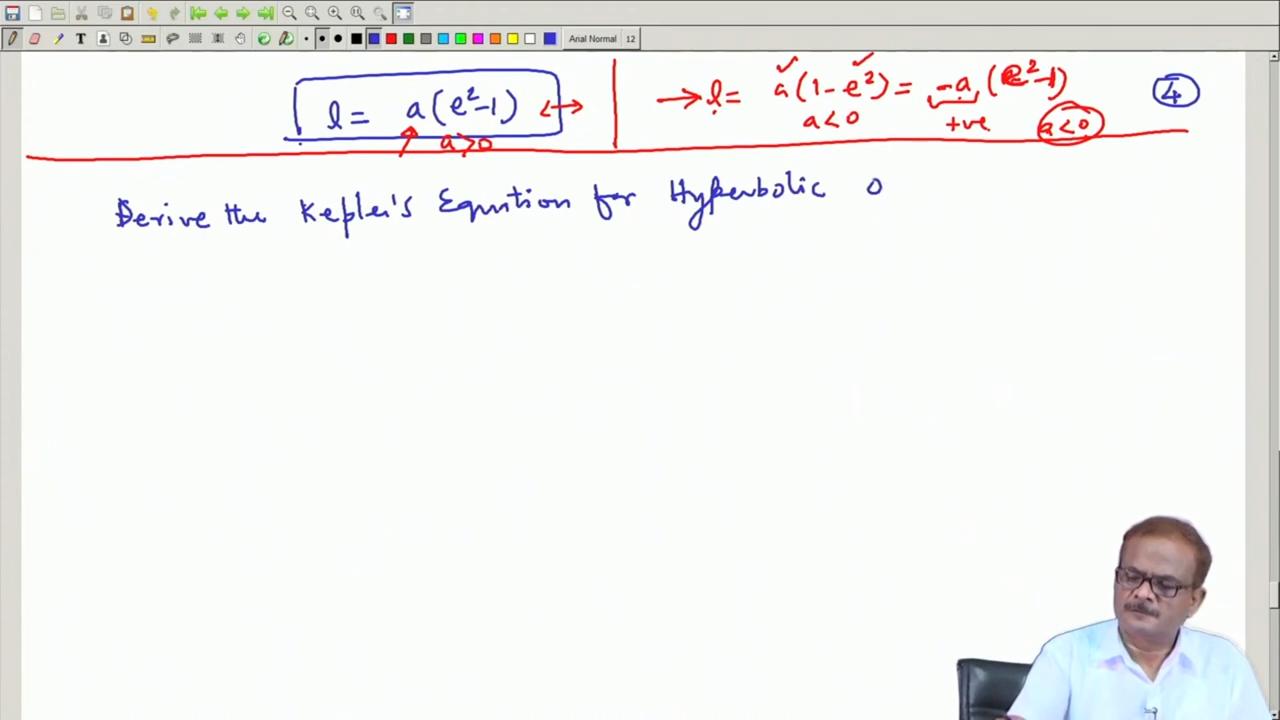 Arial Normal 12
l = a(e²-1)
a>0
→ l = a(1-e²) = -a(e²-1)
a<0 +ve a<0
4
Derive the Kepler's Equation for Hyperbolic O